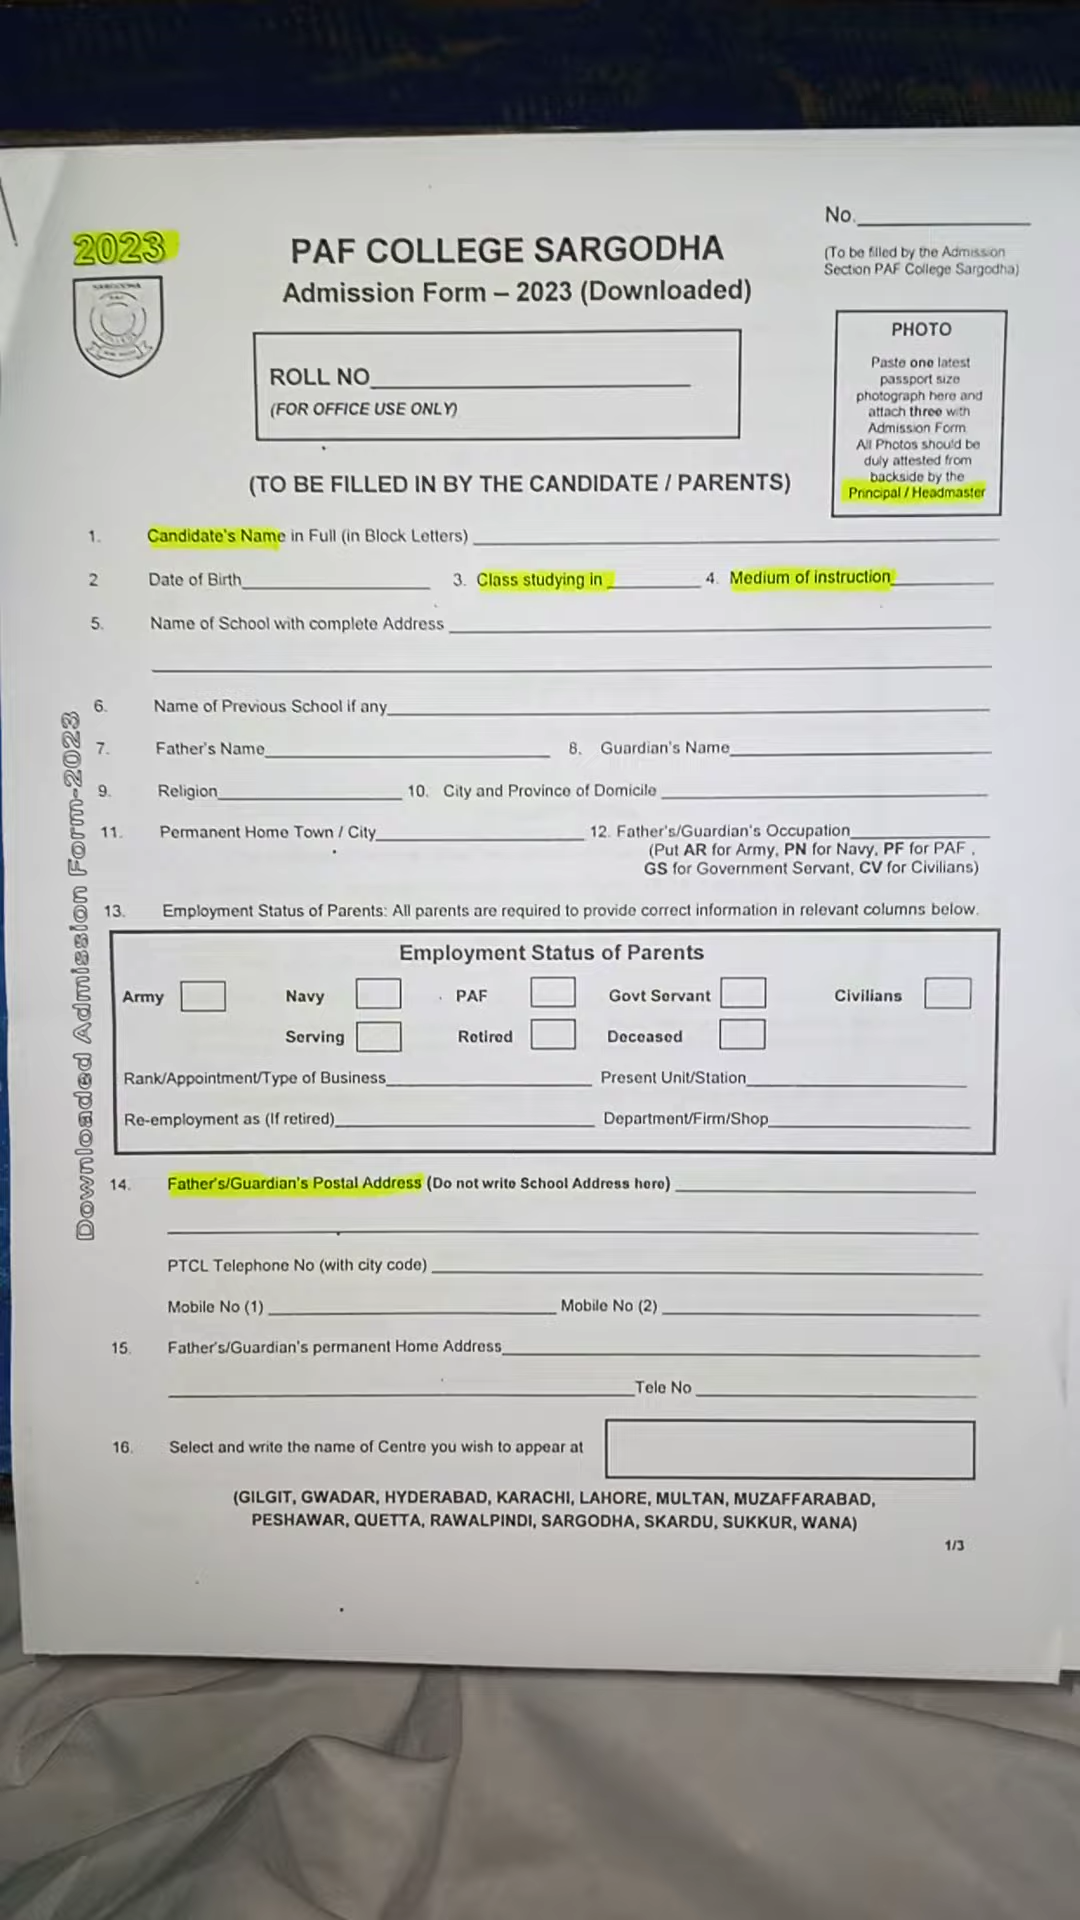 No.
2023
PAF COLLEGE SARGODHA
(To be filled by the Admission
Section PAF College Sargodha)
Admission Form – 2023 (Downloaded)
SARGODHA
COLLEGE
ROLL NO
(FOR OFFICE USE ONLY)
PHOTO
Paste one latest
passport size
photograph here and
attach three with
Admission Form
All Photos should be
duly attested from
backside by the
Principal / Headmaster
(TO BE FILLED IN BY THE CANDIDATE / PARENTS)
1. Candidate's Name in Full (in Block Letters)
2 Date of Birth 3. Class studying in 4. Medium of instruction
5. Name of School with complete Address
6. Name of Previous School if any
7. Father's Name 8. Guardian's Name
9. Religion 10. City and Province of Domicile
11. Permanent Home Town / City 12. Father's/Guardian's Occupation
(Put AR for Army, PN for Navy, PF for PAF ,
GS for Government Servant, CV for Civilians)
13. Employment Status of Parents: All parents are required to provide correct information in relevant columns below.
Employment Status of Parents
Army Navy PAF Govt Servant Civilians
Serving Retired Deceased
Rank/Appointment/Type of Business Present Unit/Station
Re-employment as (If retired) Department/Firm/Shop
14. Father's/Guardian's Postal Address (Do not write School Address here)
PTCL Telephone No (with city code)
Mobile No (1) Mobile No (2)
15. Father's/Guardian's permanent Home Address
Tele No
16. Select and write the name of Centre you wish to appear at
(GILGIT, GWADAR, HYDERABAD, KARACHI, LAHORE, MULTAN, MUZAFFARABAD,
PESHAWAR, QUETTA, RAWALPINDI, SARGODHA, SKARDU, SUKKUR, WANA)
1/3
Downloaded Admission Form-2023